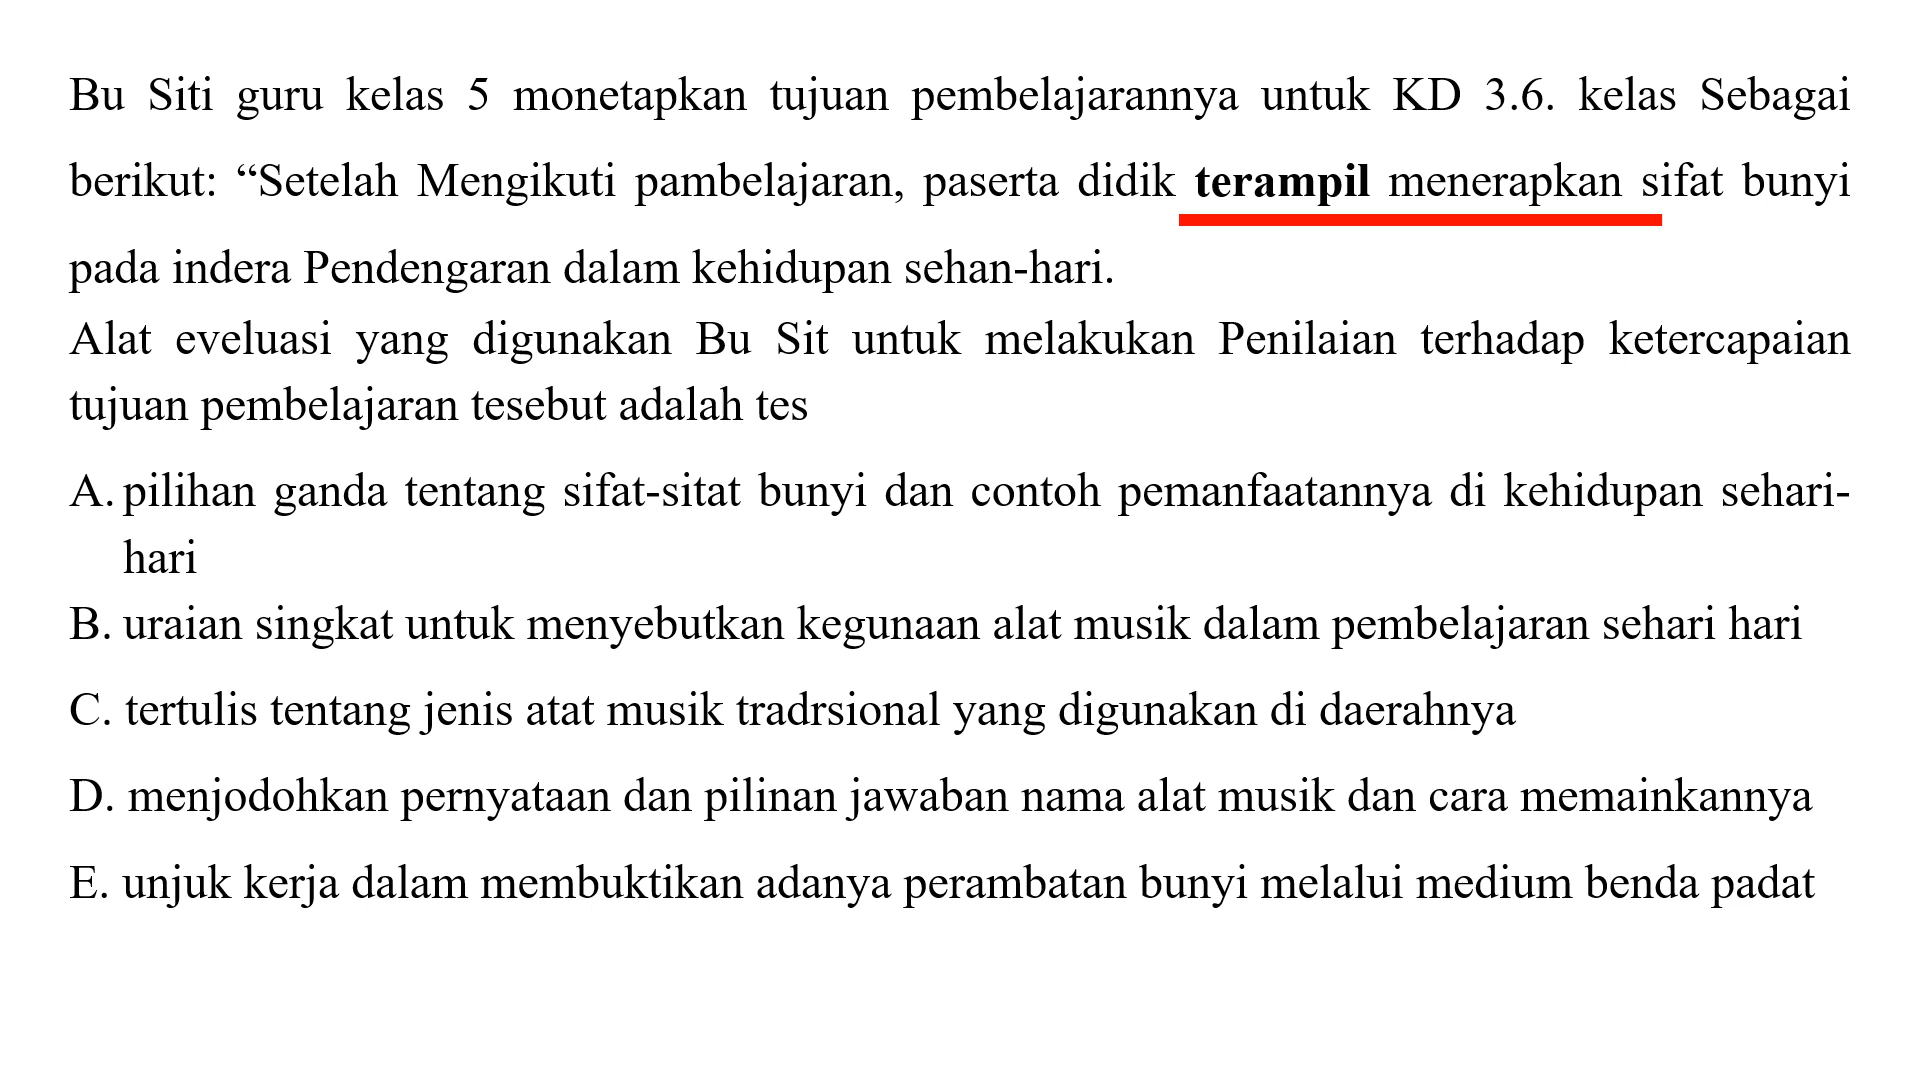 Bu Siti guru kelas 5 monetapkan tujuan pembelajarannya untuk KD 3.6. kelas Sebagai
berikut: “Setelah Mengikuti pambelajaran, paserta didik terampil menerapkan sifat bunyi
pada indera Pendengaran dalam kehidupan sehan-hari.
Alat eveluasi yang digunakan Bu Sit untuk melakukan Penilaian terhadap ketercapaian
tujuan pembelajaran tesebut adalah tes
A. pilihan ganda tentang sifat-sitat bunyi dan contoh pemanfaatannya di kehidupan sehari-
hari
B. uraian singkat untuk menyebutkan kegunaan alat musik dalam pembelajaran sehari hari
C. tertulis tentang jenis atat musik tradrsional yang digunakan di daerahnya
D. menjodohkan pernyataan dan pilinan jawaban nama alat musik dan cara memainkannya
E. unjuk kerja dalam membuktikan adanya perambatan bunyi melalui medium benda padat